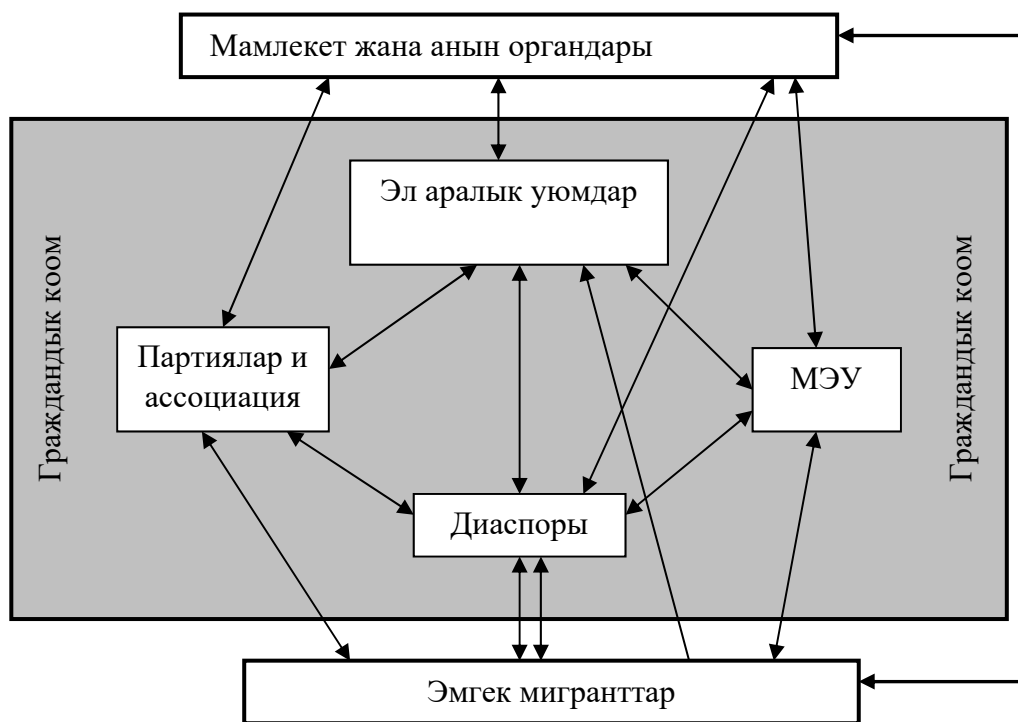 Мамлекет жана анын органдары
Эл аралык уюмдар
Граждандык коом
Граждандык коом
Партиялар и
ассоциация
МЭУ
Диаспоры
Эмгек мигранттар